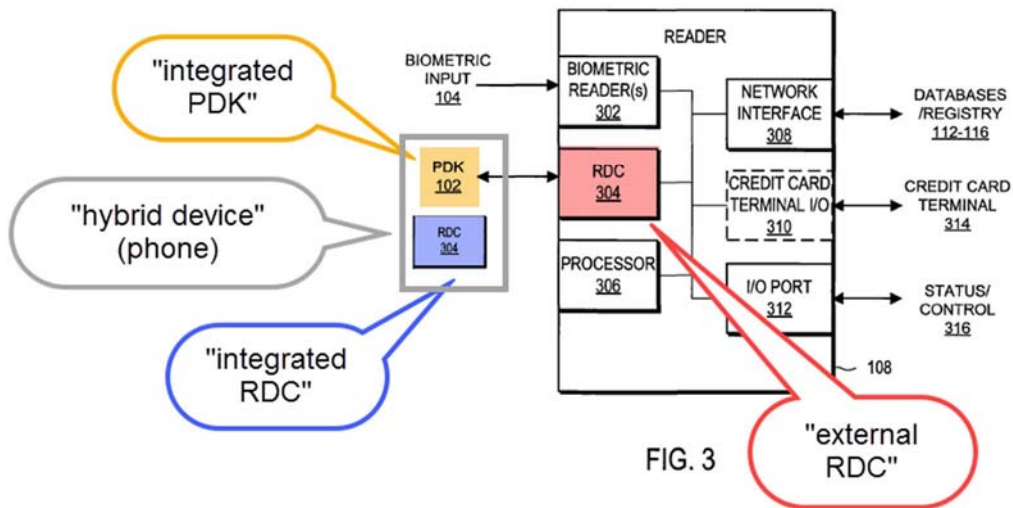 "integrated
PDK"
"hybrid device"
(phone)
"integrated
RDC"
BIOMETRIC
INPUT
104
PDK
102
RDC
304
READER
BIOMETRIC
READER(s)
302
RDC
304
PROCESSOR
306
NETWORK
INTERFACE
308
CREDIT CARD
TERMINAL I/O
310
I/O PORT
312
DATABASES
/REGISTRY
112-116
CREDIT CARD
TERMINAL
314
STATUS/
CONTROL
316
108
"external
RDC"
FIG. 3